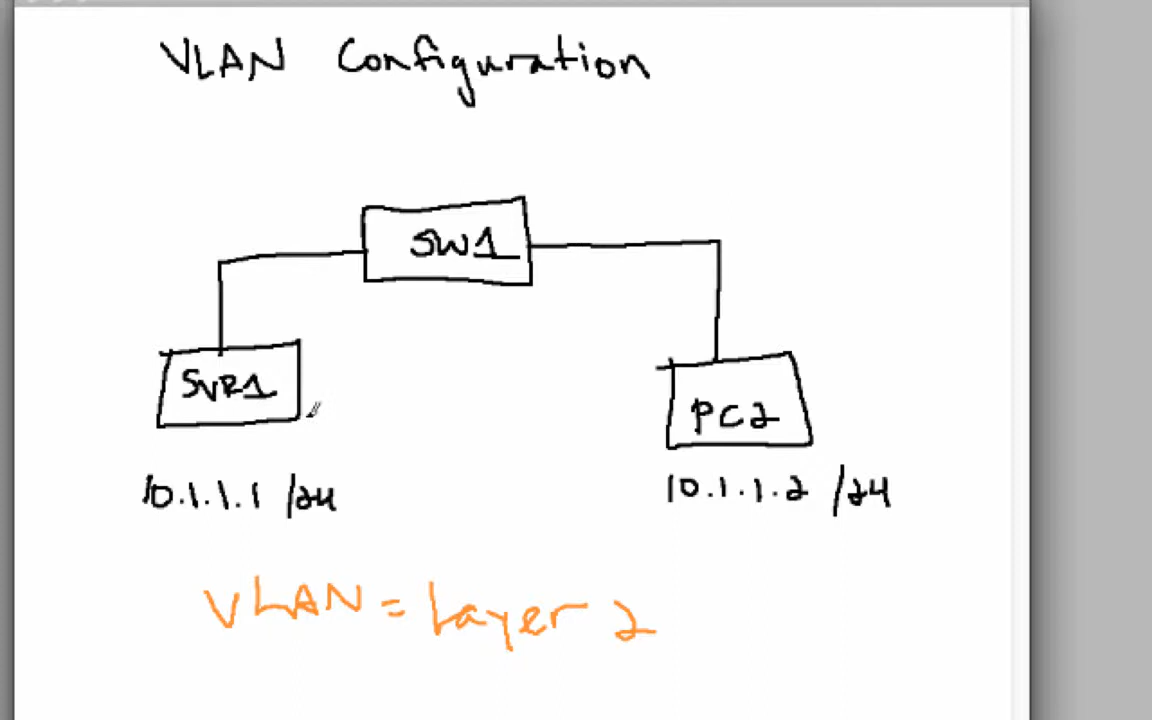 VLAN Configuration
SW1
SVR1
PC2
10.1.1.1 /24
10.1.1.2 /24
VLAN = Layer 2